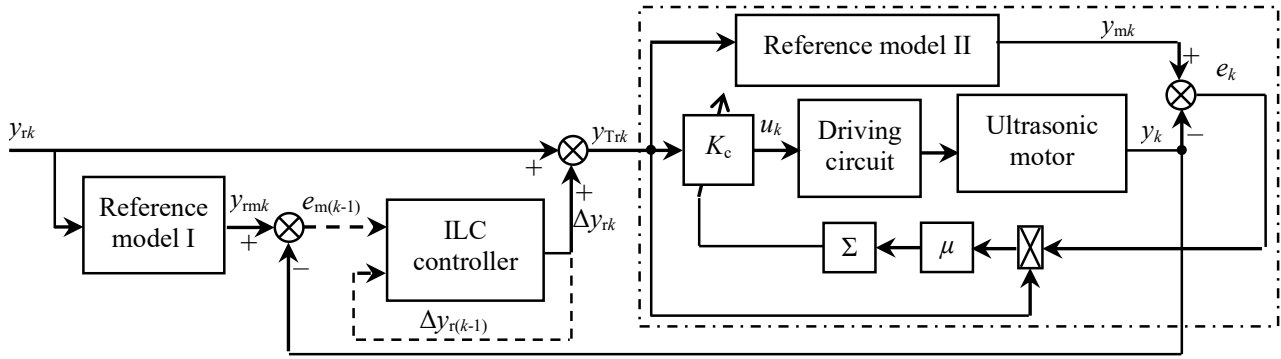 y_mk
Reference model II
+
e_k
y_rk
y_Trk
K_c
u_k
Driving
circuit
Ultrasonic
motor
y_k
−
+
+
Δy_rk
Reference
model I
y_rmk
+
−
e_m(k-1)
ILC
controller
Σ
μ
Δy_r(k-1)